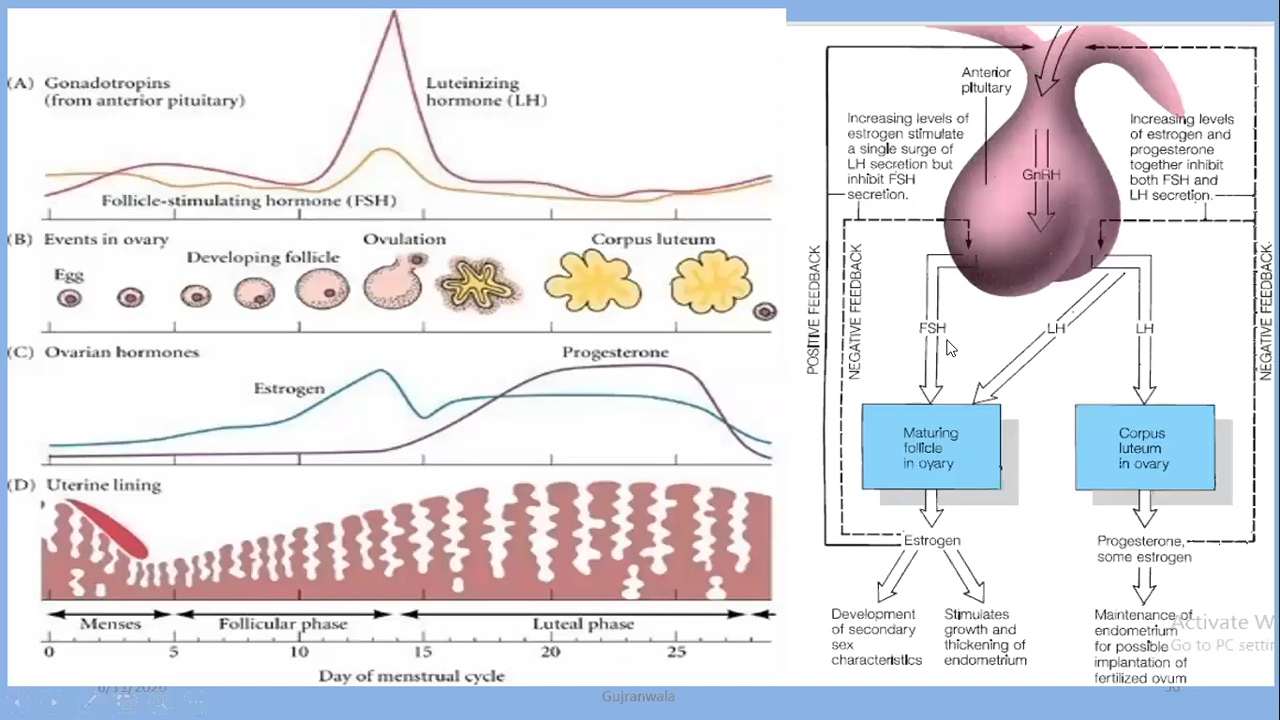 (A) Gonadotropins
(from anterior pituitary)
Luteinizing
hormone (LH)
Follicle-stimulating hormone (FSH)
(B) Events in ovary
Ovulation
Corpus luteum
Developing follicle
Egg
(C) Ovarian hormones
Progesterone
Estrogen
(D) Uterine lining
Menses
Follicular phase
Luteal phase
0 5 10 15 20 25
Day of menstrual cycle
Anterior
pituitary
Increasing levels of
estrogen stimulate
a single surge of
LH secretion but
inhibit FSH
secretion.
Increasing levels
of estrogen and
progesterone
together inhibit
both FSH and
LH secretion.
GnRH
POSITIVE FEEDBACK
NEGATIVE FEEDBACK
NEGATIVE FEEDBACK
FSH
LH
LH
Maturing
follicle
in ovary
Corpus
luteum
in ovary
Estrogen
Progesterone,
some estrogen
Development
of secondary
sex
characteristics
Stimulates
growth and
thickening of
endometrium
Maintenance of
endometrium
for possible
implantation of
fertilized ovum
Activate W
Go to PC settin
Gujranwala